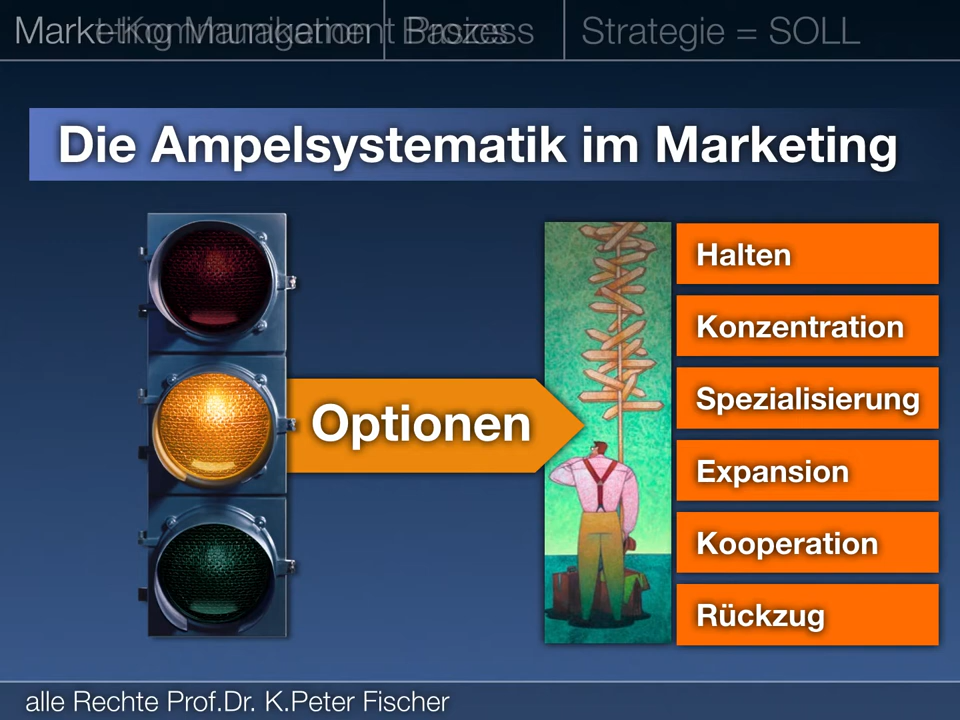 Strategie = SOLL
Die Ampelsystematik im Marketing
Halten
Konzentration
Spezialisierung
Optionen
Expansion
Kooperation
Rückzug
alle Rechte Prof.Dr. K.Peter Fischer